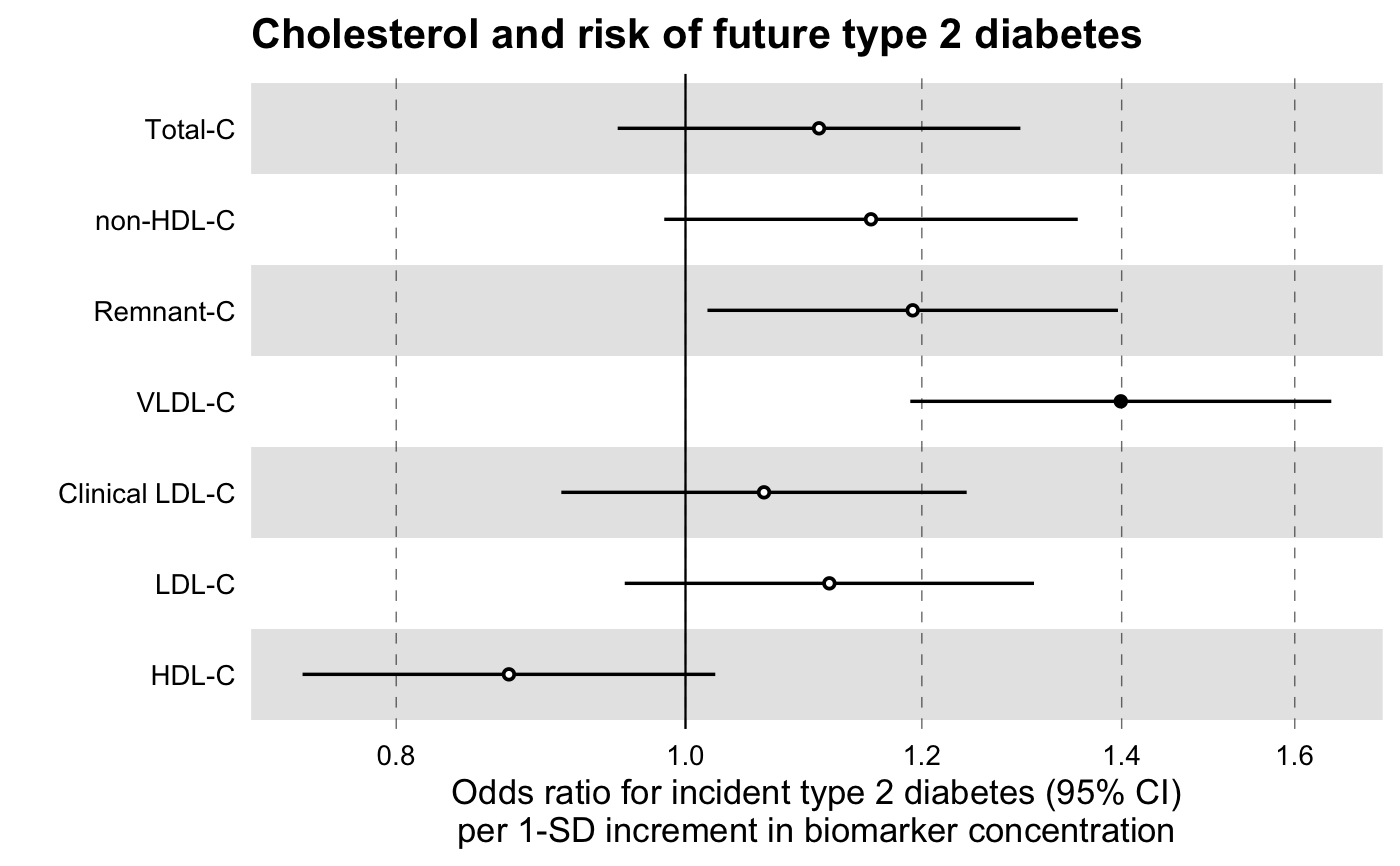 Cholesterol and risk of future type 2 diabetes
Total-C
non-HDL-C
Remnant-C
VLDL-C
Clinical LDL-C
LDL-C
HDL-C
0.8 1.0 1.2 1.4 1.6
Odds ratio for incident type 2 diabetes (95% CI)
per 1-SD increment in biomarker concentration